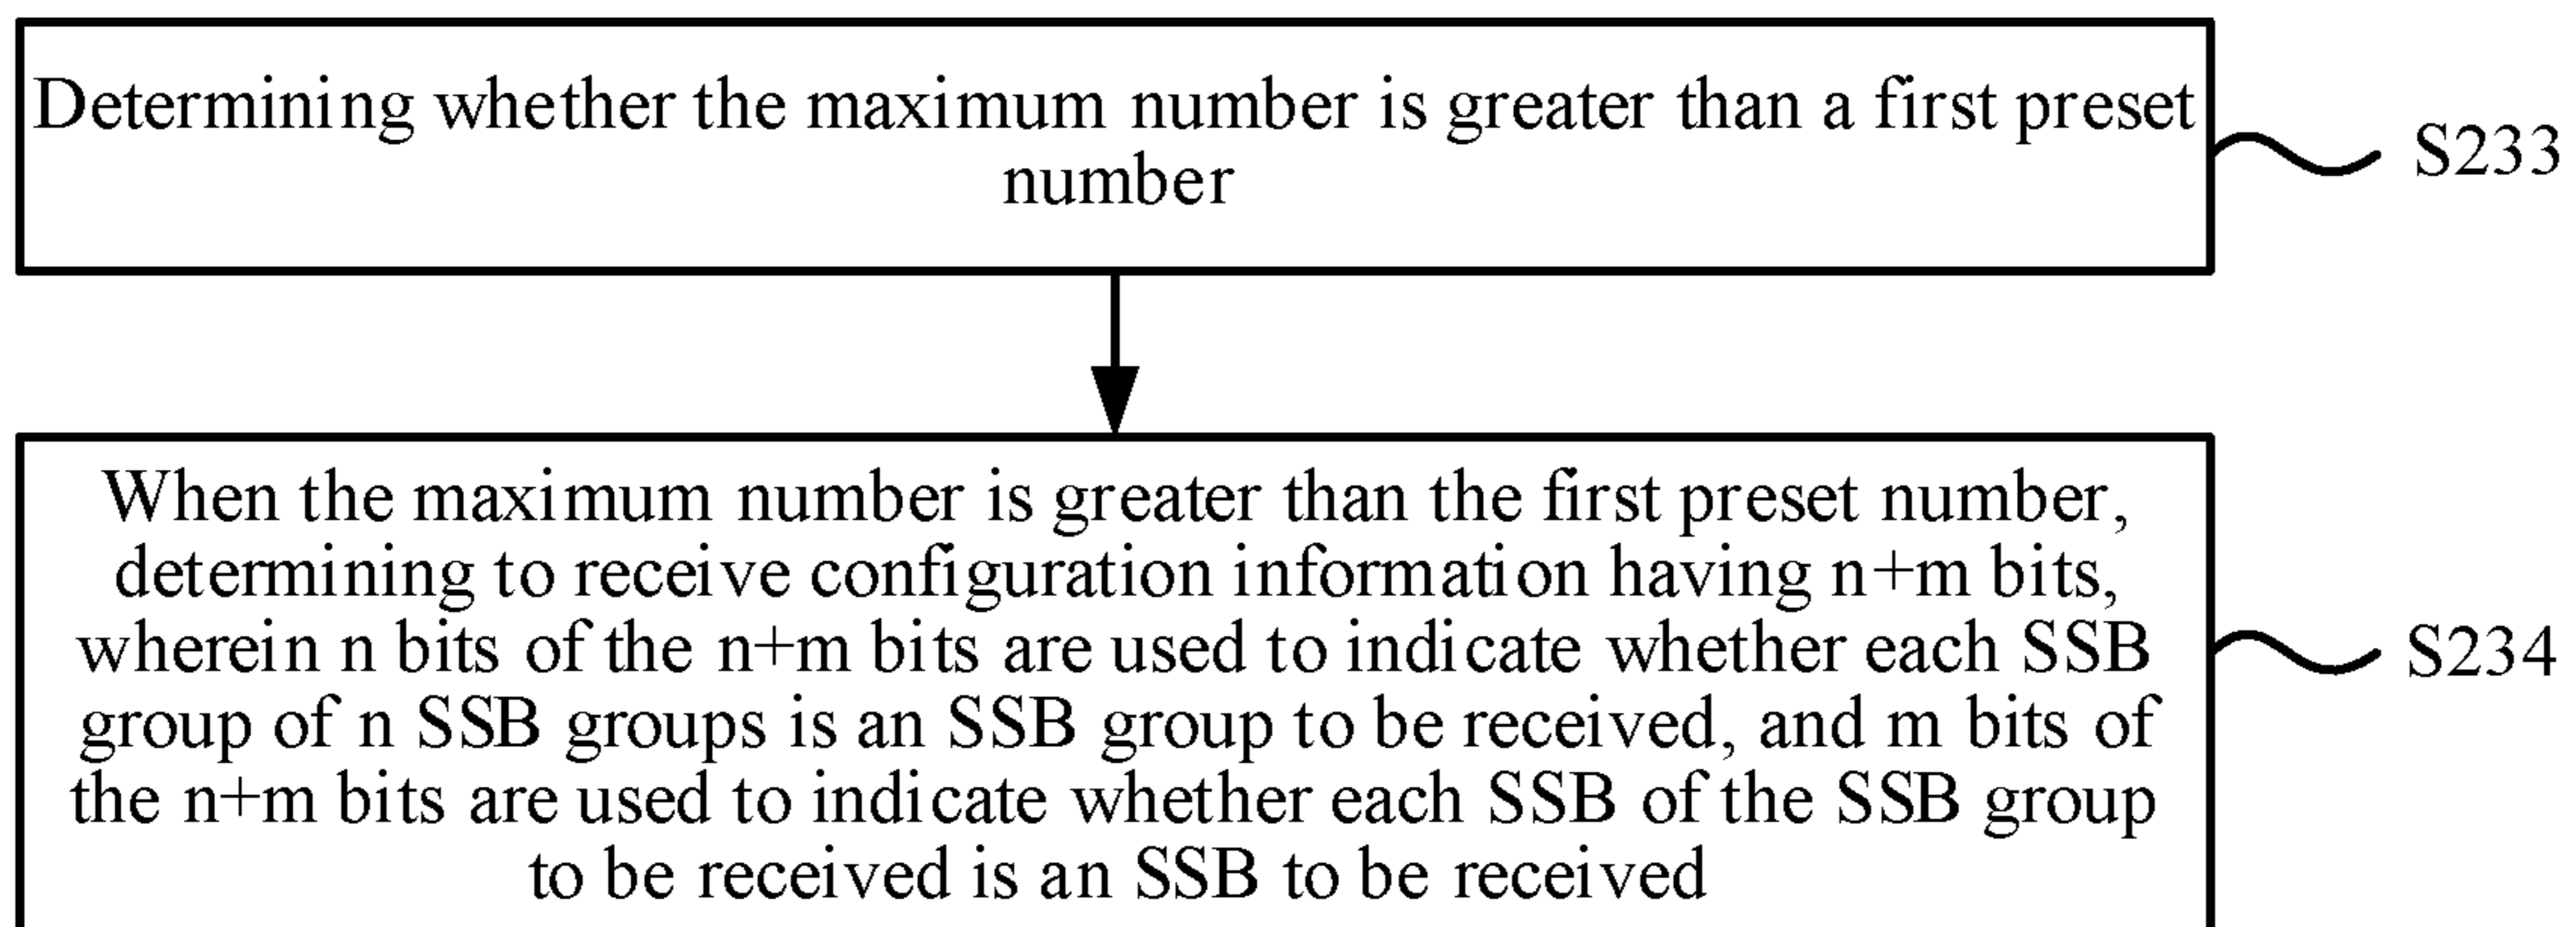 Determining whether the maximum number is greater than a first preset
number
S233
When the maximum number is greater than the first preset number,
determining to receive configuration information having n+m bits,
wherein n bits of the n+m bits are used to indicate whether each SSB
group of n SSB groups is an SSB group to be received, and m bits of
the n+m bits are used to indicate whether each SSB of the SSB group
to be received is an SSB to be received
S234